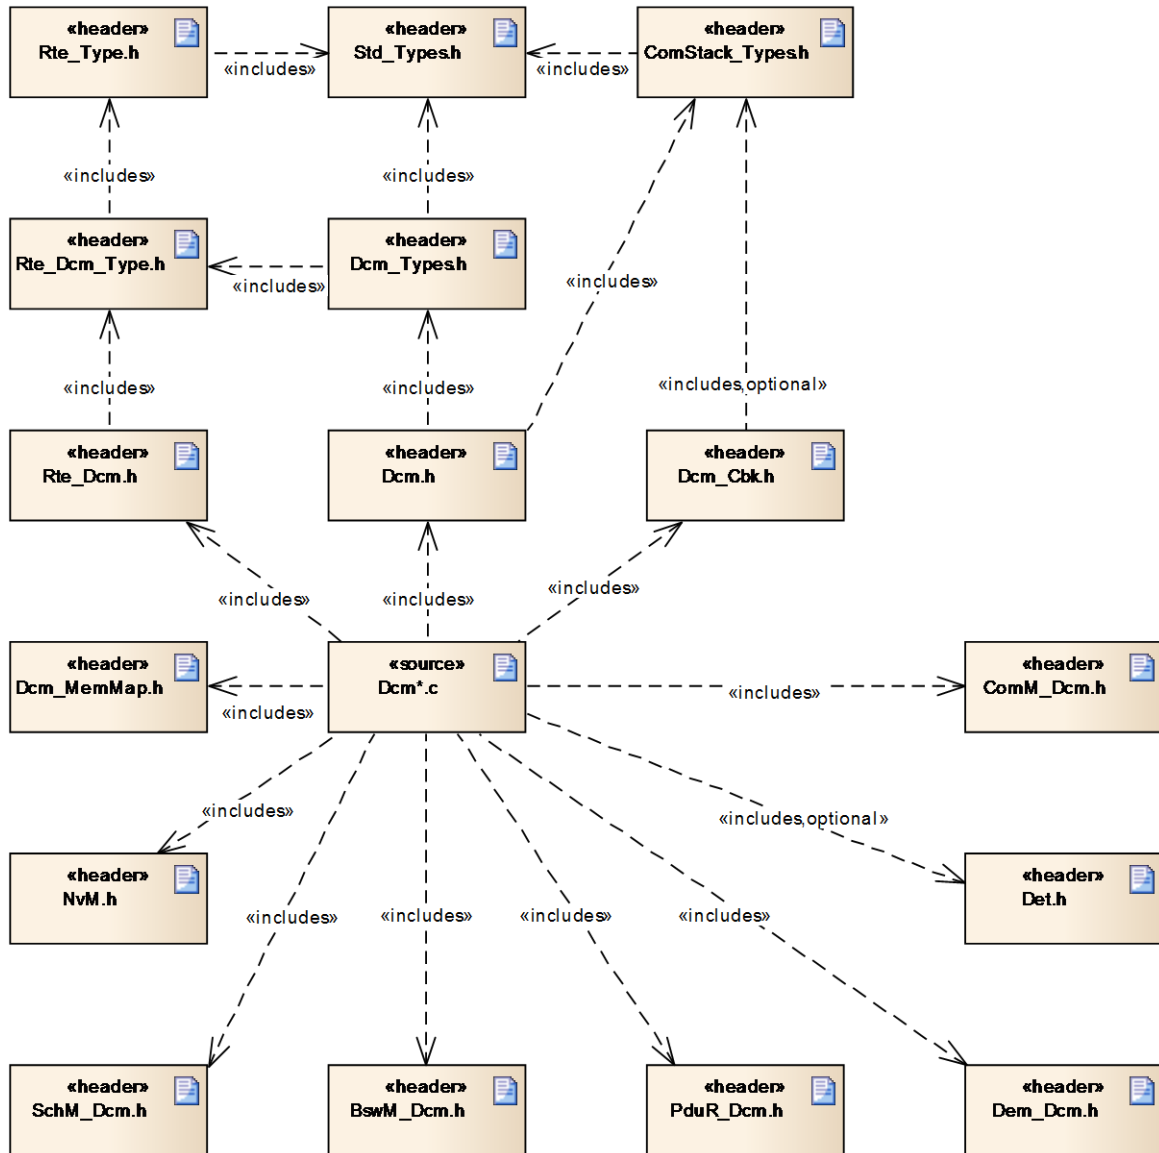 «header»
Rte_Type.h
«header»
Std_Types.h
«header»
ComStack_Types.h
«includes»
«includes»
«includes»
«includes»
«header»
Rte_Dcm_Type.h
«header»
Dcm_Types.h
«includes»
«includes»
«includes»
«includes»
«includes,optional»
«header»
Rte_Dcm.h
«header»
Dcm.h
«header»
Dcm_Cbk.h
«includes»
«includes»
«includes»
«header»
Dcm_MemMap.h
«source»
Dcm*.c
«header»
ComM_Dcm.h
«includes»
«includes»
«includes»
«includes,optional»
«header»
NvM.h
«header»
Det.h
«includes»
«includes»
«includes»
«includes»
«header»
SchM_Dcm.h
«header»
BswM_Dcm.h
«header»
PduR_Dcm.h
«header»
Dem_Dcm.h